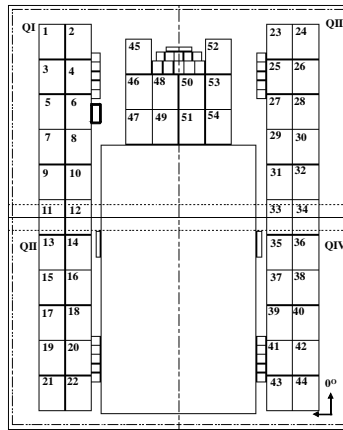 QI 1 2 45 52 23 24 QII
3 4 46 48 50 53 25 26
5 6 47 49 51 54 27 28
7 8 29 30
9 10 31 32
11 12 33 34
QII 13 14 35 36 QIV
15 16 37 38
17 18 39 40
19 20 41 42
21 22 43 44 0°